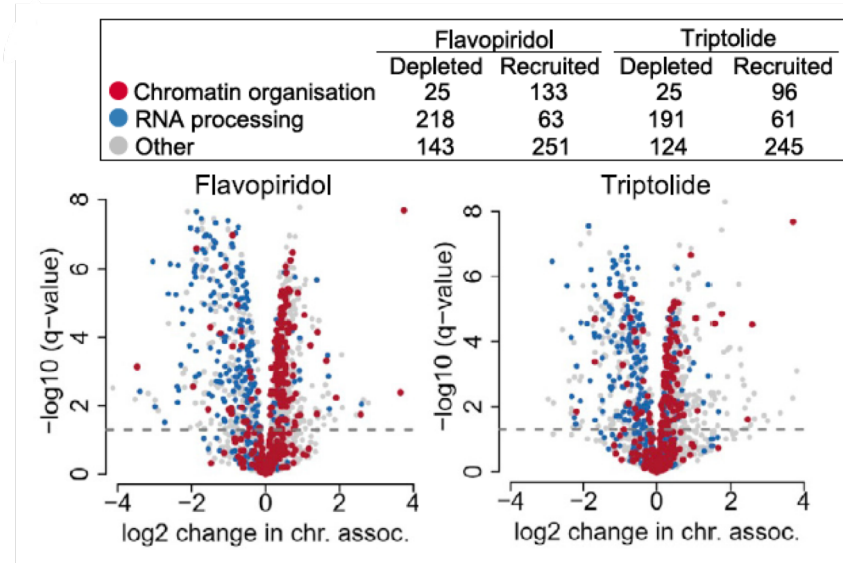 Flavopiridol Triptolide
Depleted Recruited Depleted Recruited
Chromatin organisation 25 133 25 96
RNA processing 218 63 191 61
Other 143 251 124 245
Flavopiridol Triptolide
−log10 (q−value)
8
6
4
2
0
−4 −2 0 2 4
log2 change in chr. assoc.
−log10 (q−value)
8
6
4
2
0
−4 −2 0 2 4
log2 change in chr. assoc.